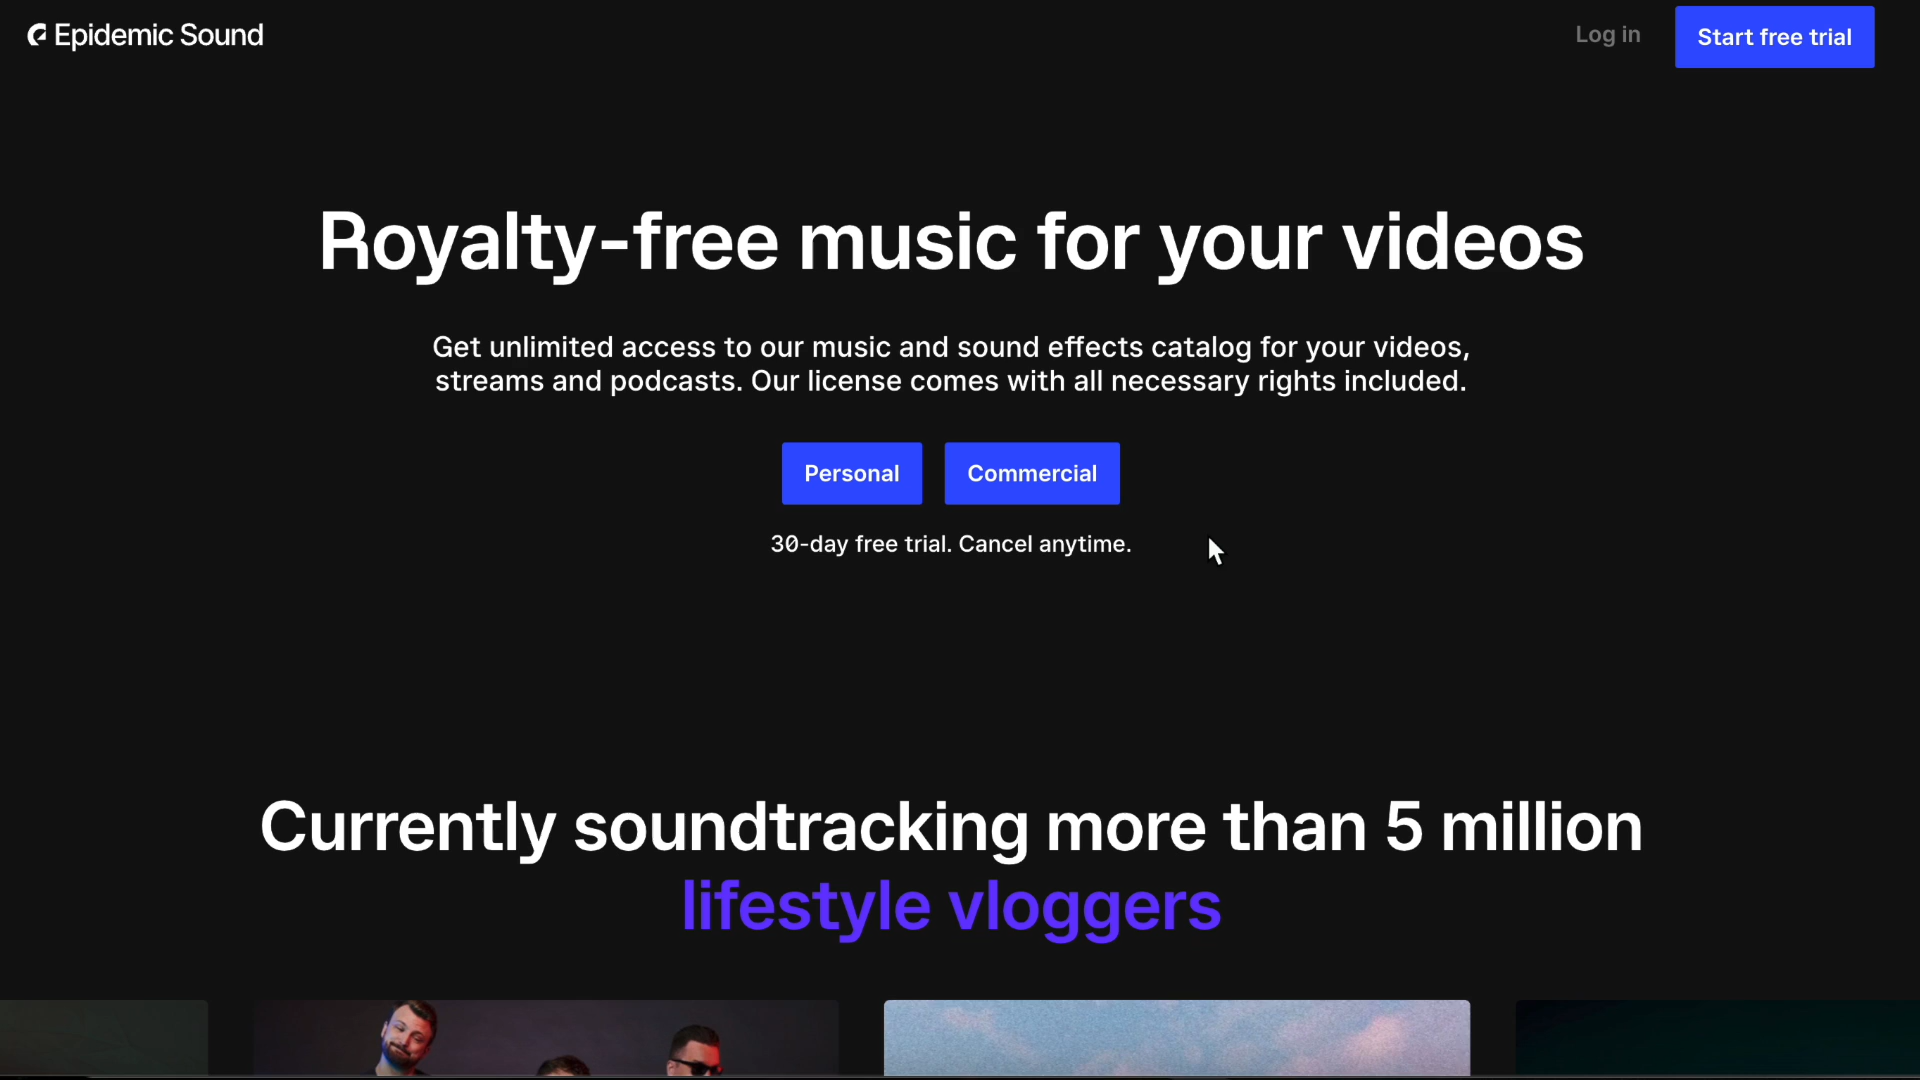 Epidemic Sound
Log in
Start free trial
Royalty-free music for your videos
Get unlimited access to our music and sound effects catalog for your videos,
streams and podcasts. Our license comes with all necessary rights included.
Personal
Commercial
30-day free trial. Cancel anytime.
Currently soundtracking more than 5 million
lifestyle vloggers